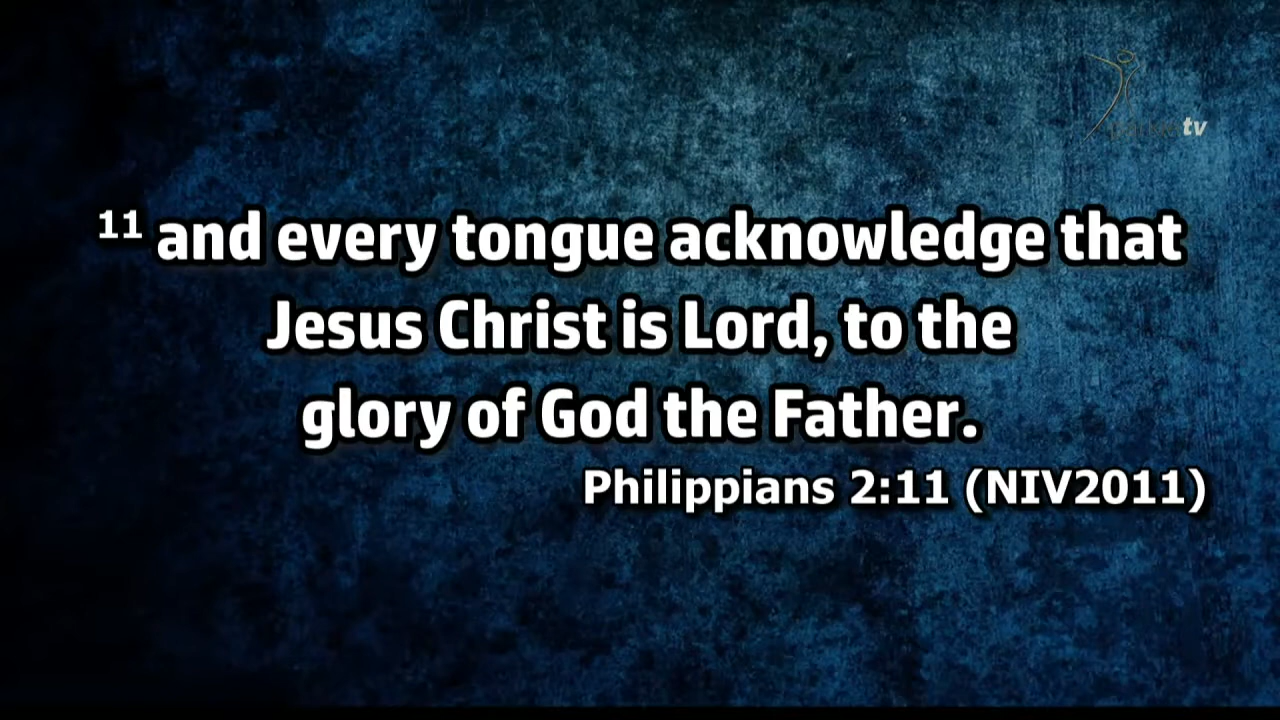 tv
¹¹ and every tongue acknowledge that
Jesus Christ is Lord, to the
glory of God the Father.
Philippians 2:11 (NIV2011)